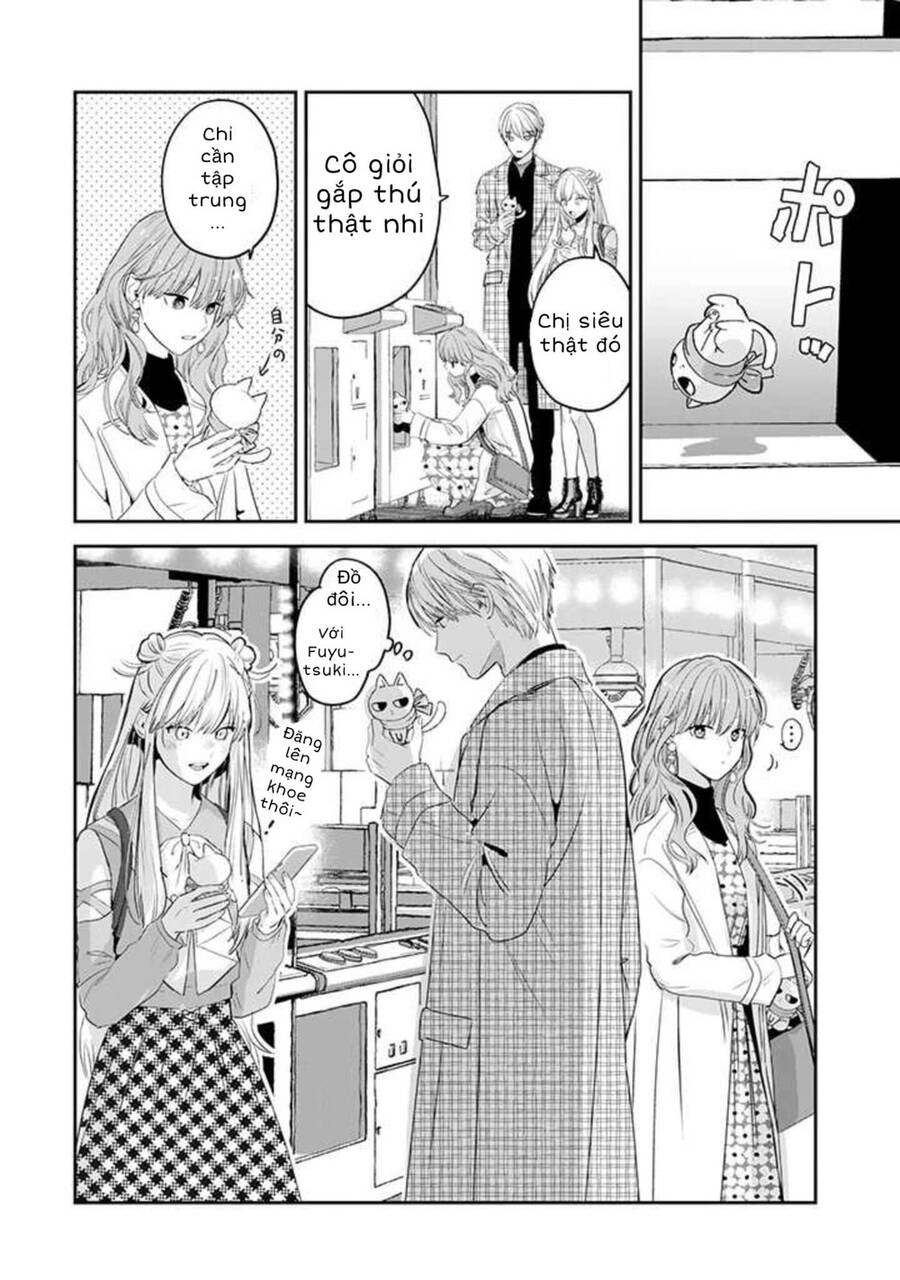 ポトッ
Cô giỏi
gắp thú
thật nhỉ
Chị siêu
thật đó
Chỉ
cần
tập
trung
...
自分の
Đồ
đôi...
Với
Fuyu-
tsuki...
Đăng
lên
mạng
khoe
thôi~
!
...